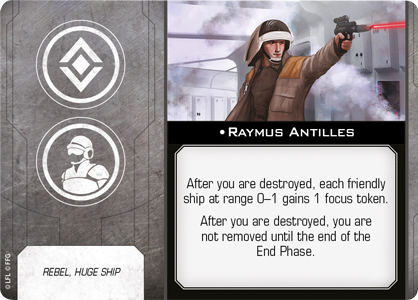 • RAYMUS ANTILLES
After you are destroyed, each friendly
ship at range 0–1 gains 1 focus token.
After you are destroyed, you are
not removed until the end of the
End Phase.
REBEL, HUGE SHIP
©LFL ©FFG